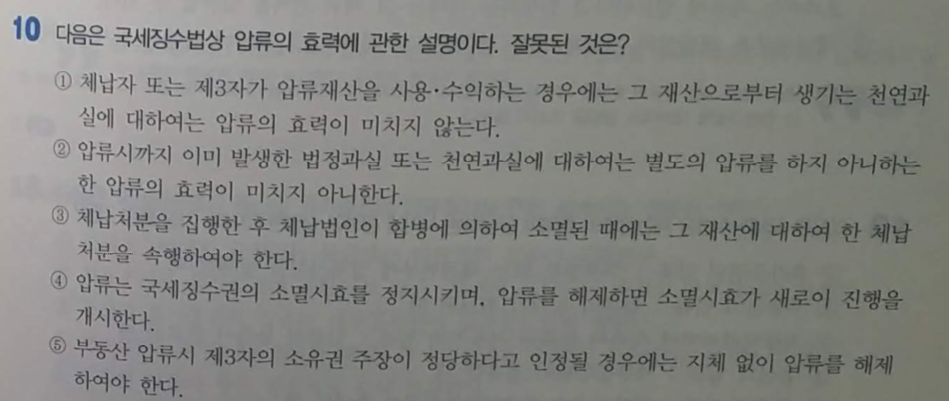 10 다음은 국세징수법상 압류의 효력에 관한 설명이다. 잘못된 것은?
① 체납자 또는 제3자가 압류재산을 사용·수익하는 경우에는 그 재산으로부터 생기는 천연과
실에 대하여는 압류의 효력이 미치지 않는다.
② 압류시까지 이미 발생한 법정과실 또는 천연과실에 대하여는 별도의 압류를 하지 아니하는
한 압류의 효력이 미치지 아니한다.
③ 체납처분을 집행한 후 체납법인이 합병에 의하여 소멸된 때에는 그 재산에 대하여 한 체납
처분을 속행하여야 한다.
④ 압류는 국세징수권의 소멸시효를 정지시키며, 압류를 해제하면 소멸시효가 새로이 진행을
개시한다.
⑤ 부동산 압류시 제3자의 소유권 주장이 정당하다고 인정될 경우에는 지체 없이 압류를 해제
하여야 한다.